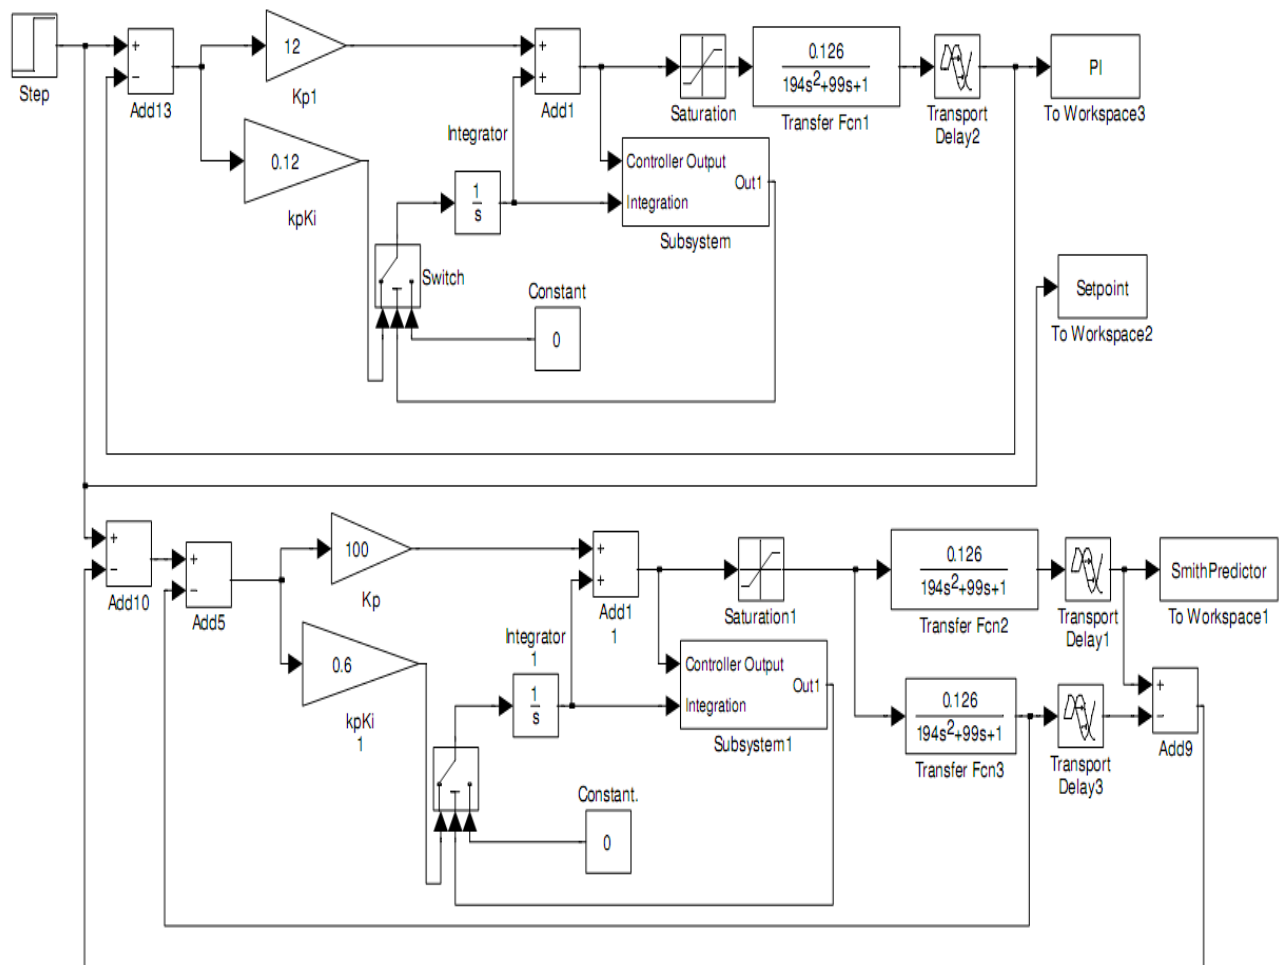 Step
+
−
Add13
12
Kp1
0.12
kpKi
Integrator
1
s
Switch
Constant
0
+
+
Add1
Saturation
Controller Output
Integration
Out1
Subsystem
0.126
194s²+99s+1
Transfer Fcn1
Transport
Delay2
PI
To Workspace3
Setpoint
To Workspace2
+
−
Add10
+
−
Add5
100
Kp
0.6
kpKi
1
Integrator
1
1
s
Constant.
0
+
+
Add1
1
Saturation1
Controller Output
Integration
Out1
Subsystem1
0.126
194s²+99s+1
Transfer Fcn2
Transport
Delay1
SmithPredictor
To Workspace1
0.126
194s²+99s+1
Transfer Fcn3
Transport
Delay3
+
−
Add9